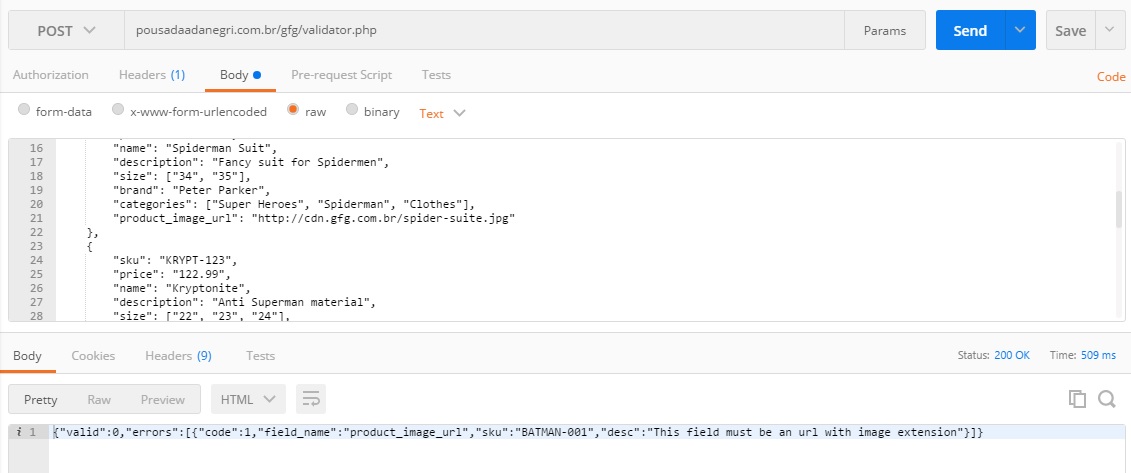 POST pousadaadanegri.com.br/gfg/validator.php Params Send Save
Authorization Headers (1) Body Pre-request Script Tests Code
form-data x-www-form-urlencoded raw binary Text
16 "name": "Spiderman Suit",
17 "description": "Fancy suit for Spidermen",
18 "size": ["34", "35"],
19 "brand": "Peter Parker",
20 "categories": ["Super Heroes", "Spiderman", "Clothes"],
21 "product_image_url": "http://cdn.gfg.com.br/spider-suite.jpg"
22 },
23 {
24 "sku": "KRYPT-123",
25 "price": "122.99",
26 "name": "Kryptonite",
27 "description": "Anti Superman material",
28 "size": ["22", "23", "24"],
Body Cookies Headers (9) Tests Status: 200 OK Time: 509 ms
Pretty Raw Preview HTML
i 1 {"valid":0,"errors":[{"code":1,"field_name":"product_image_url","sku":"BATMAN-001","desc":"This field must be an url with image extension"}]}